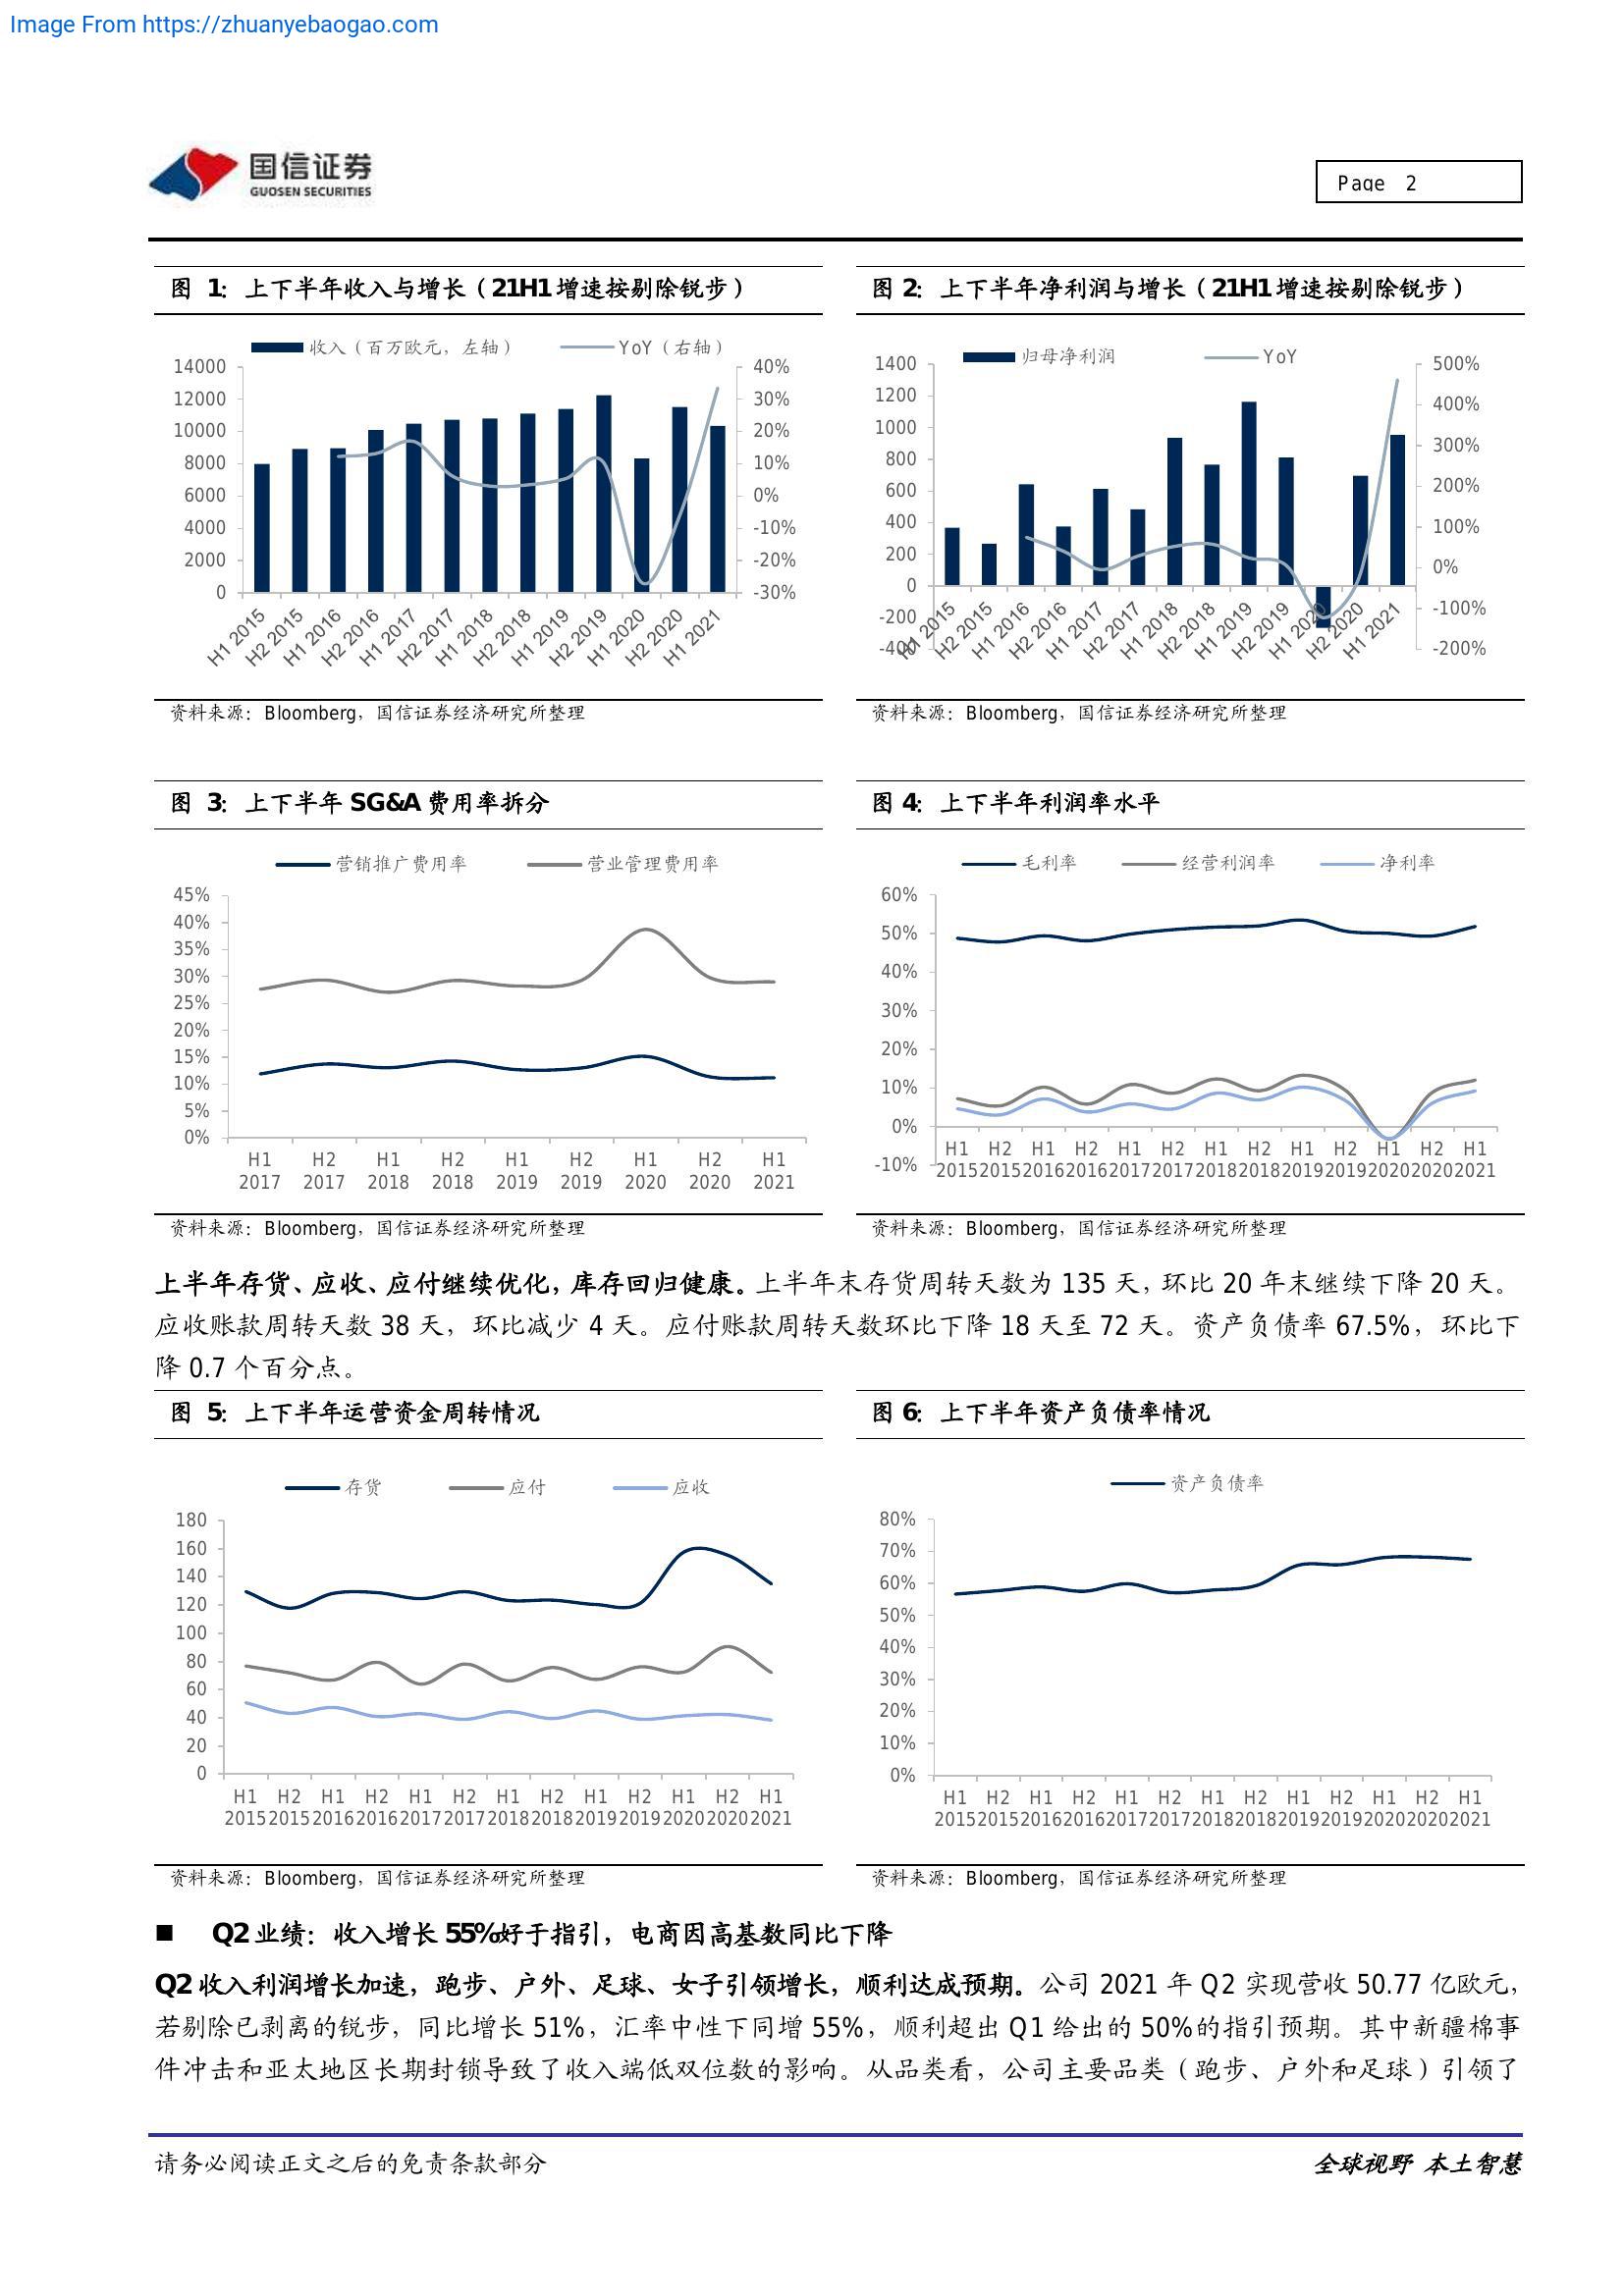 Image From https://zhuanyebaogao.com
国信证券
GUOSEN SECURITIES
Page 2
图 1：上下半年收入与增长（21H1 增速按剔除锐步）
收入（百万欧元，左轴） YoY（右轴）
14000
12000
10000
8000
6000
4000
2000
0
40%
30%
20%
10%
0%
-10%
-20%
-30%
H1 2015 H2 2015 H1 2016 H2 2016 H1 2017 H2 2017 H1 2018 H2 2018 H1 2019 H2 2019 H1 2020 H2 2020 H1 2021
资料来源：Bloomberg，国信证券经济研究所整理
图 2：上下半年净利润与增长（21H1 增速按剔除锐步）
归母净利润 YoY
1400
1200
1000
800
600
400
200
0
-200
-400
500%
400%
300%
200%
100%
0%
-100%
-200%
H1 2015 H2 2015 H1 2016 H2 2016 H1 2017 H2 2017 H1 2018 H2 2018 H1 2019 H2 2019 H1 2020 H2 2020 H1 2021
资料来源：Bloomberg，国信证券经济研究所整理
图 3：上下半年 SG&A 费用率拆分
营销推广费用率 营业管理费用率
45%
40%
35%
30%
25%
20%
15%
10%
5%
0%
H1 H2 H1 H2 H1 H2 H1 H2 H1
2017 2017 2018 2018 2019 2019 2020 2020 2021
资料来源：Bloomberg，国信证券经济研究所整理
图 4：上下半年利润率水平
毛利率 经营利润率 净利率
60%
50%
40%
30%
20%
10%
0%
-10%
H1 H2 H1 H2 H1 H2 H1 H2 H1 H2 H1 H2 H1
2015 2015 2016 2016 2017 2017 2018 2018 2019 2019 2020 2020 2021
资料来源：Bloomberg，国信证券经济研究所整理
上半年存货、应收、应付继续优化，库存回归健康。上半年末存货周转天数为 135 天，环比 20 年末继续下降 20 天。
应收账款周转天数 38 天，环比减少 4 天。应付账款周转天数环比下降 18 天至 72 天。资产负债率 67.5%，环比下
降 0.7 个百分点。
图 5：上下半年运营资金周转情况
存货 应付 应收
180
160
140
120
100
80
60
40
20
0
H1 H2 H1 H2 H1 H2 H1 H2 H1 H2 H1 H2 H1
2015 2015 2016 2016 2017 2017 2018 2018 2019 2019 2020 2020 2021
资料来源：Bloomberg，国信证券经济研究所整理
图 6：上下半年资产负债率情况
资产负债率
80%
70%
60%
50%
40%
30%
20%
10%
0%
H1 H2 H1 H2 H1 H2 H1 H2 H1 H2 H1 H2 H1
2015 2015 2016 2016 2017 2017 2018 2018 2019 2019 2020 2020 2021
资料来源：Bloomberg，国信证券经济研究所整理
■ Q2 业绩：收入增长 55%好于指引，电商因高基数同比下降
Q2 收入利润增长加速，跑步、户外、足球、女子引领增长，顺利达成预期。公司 2021 年 Q2 实现营收 50.77 亿欧元，
若剔除已剥离的锐步，同比增长 51%，汇率中性下同增 55%，顺利超出 Q1 给出的 50%的指引预期。其中新疆棉事
件冲击和亚太地区长期封锁导致了收入端低双位数的影响。从品类看，公司主要品类（跑步、户外和足球）引领了
请务必阅读正文之后的免责条款部分
全球视野 本土智慧